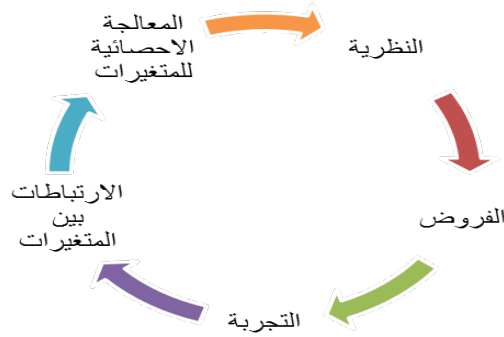 المعالجة
الاحصائية
للمتغيرات
النظرية
الفروض
التجربة
الارتباطات
بين
المتغيرات